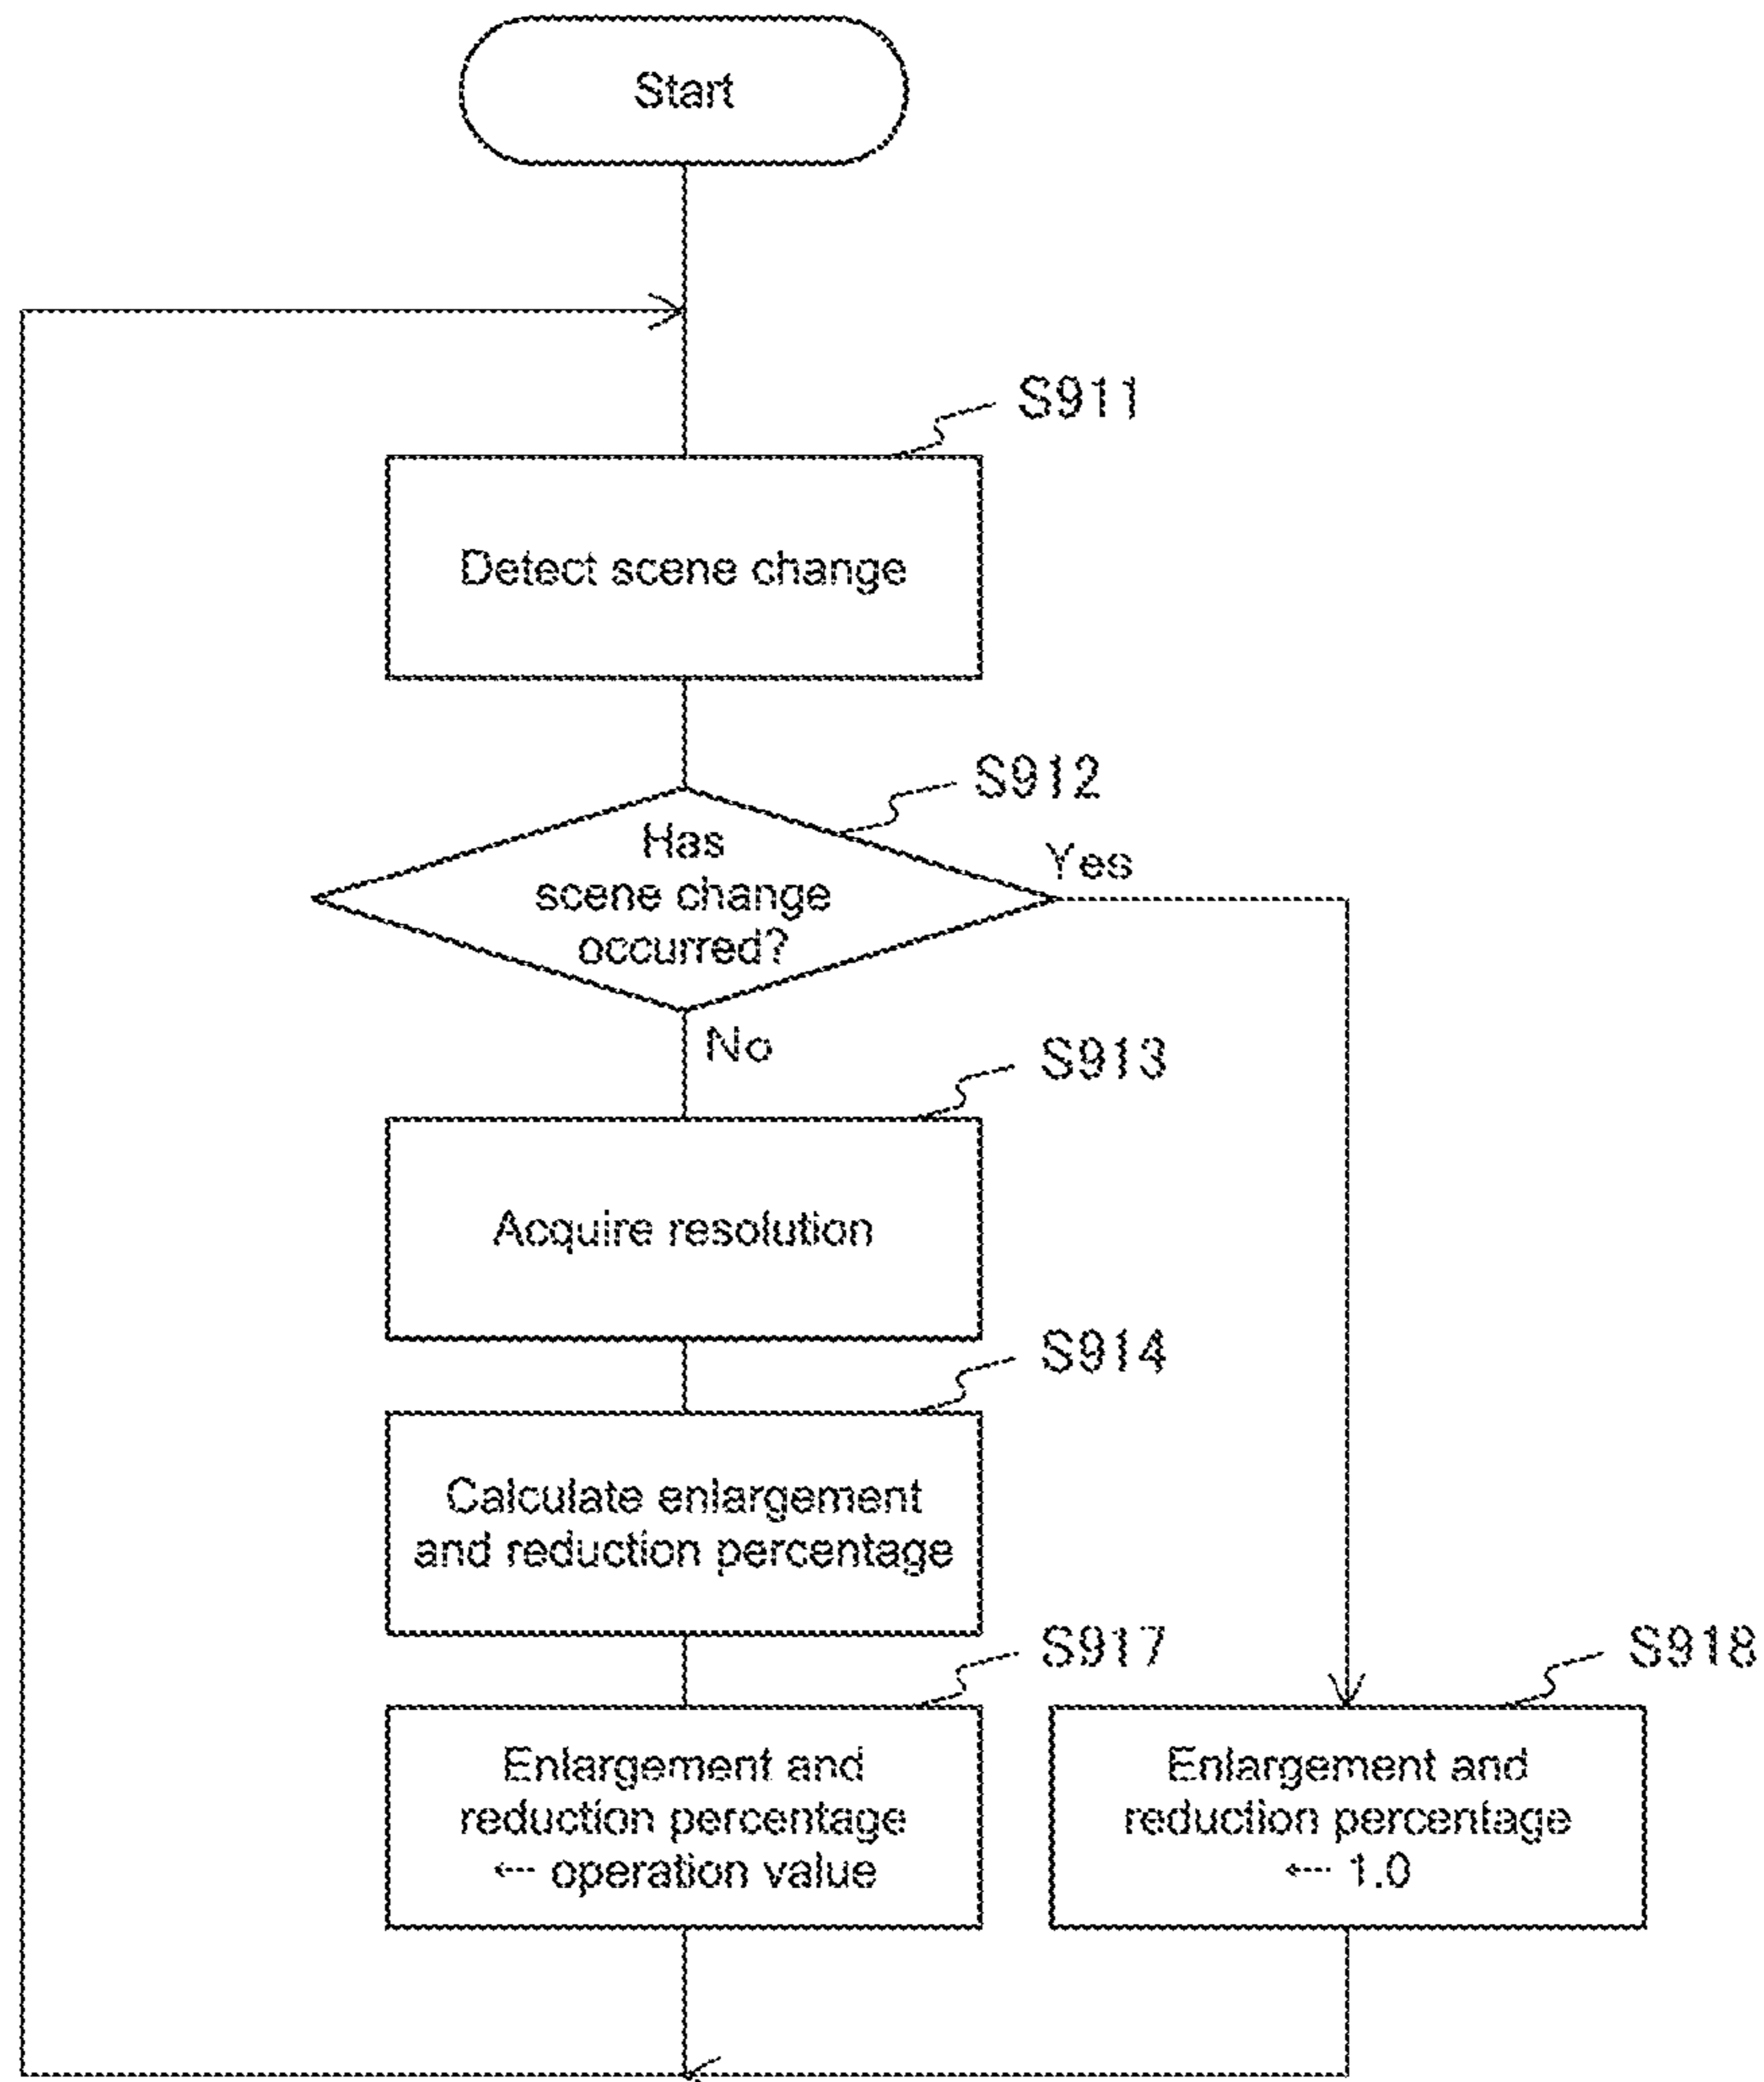 Start
S911
Detect scene change
S912
Has
scene change
occurred?
Yes
No
S913
Acquire resolution
S914
Calculate enlargement
and reduction percentage
S917
Enlargement and
reduction percentage
← operation value
S918
Enlargement and
reduction percentage
← 1.0